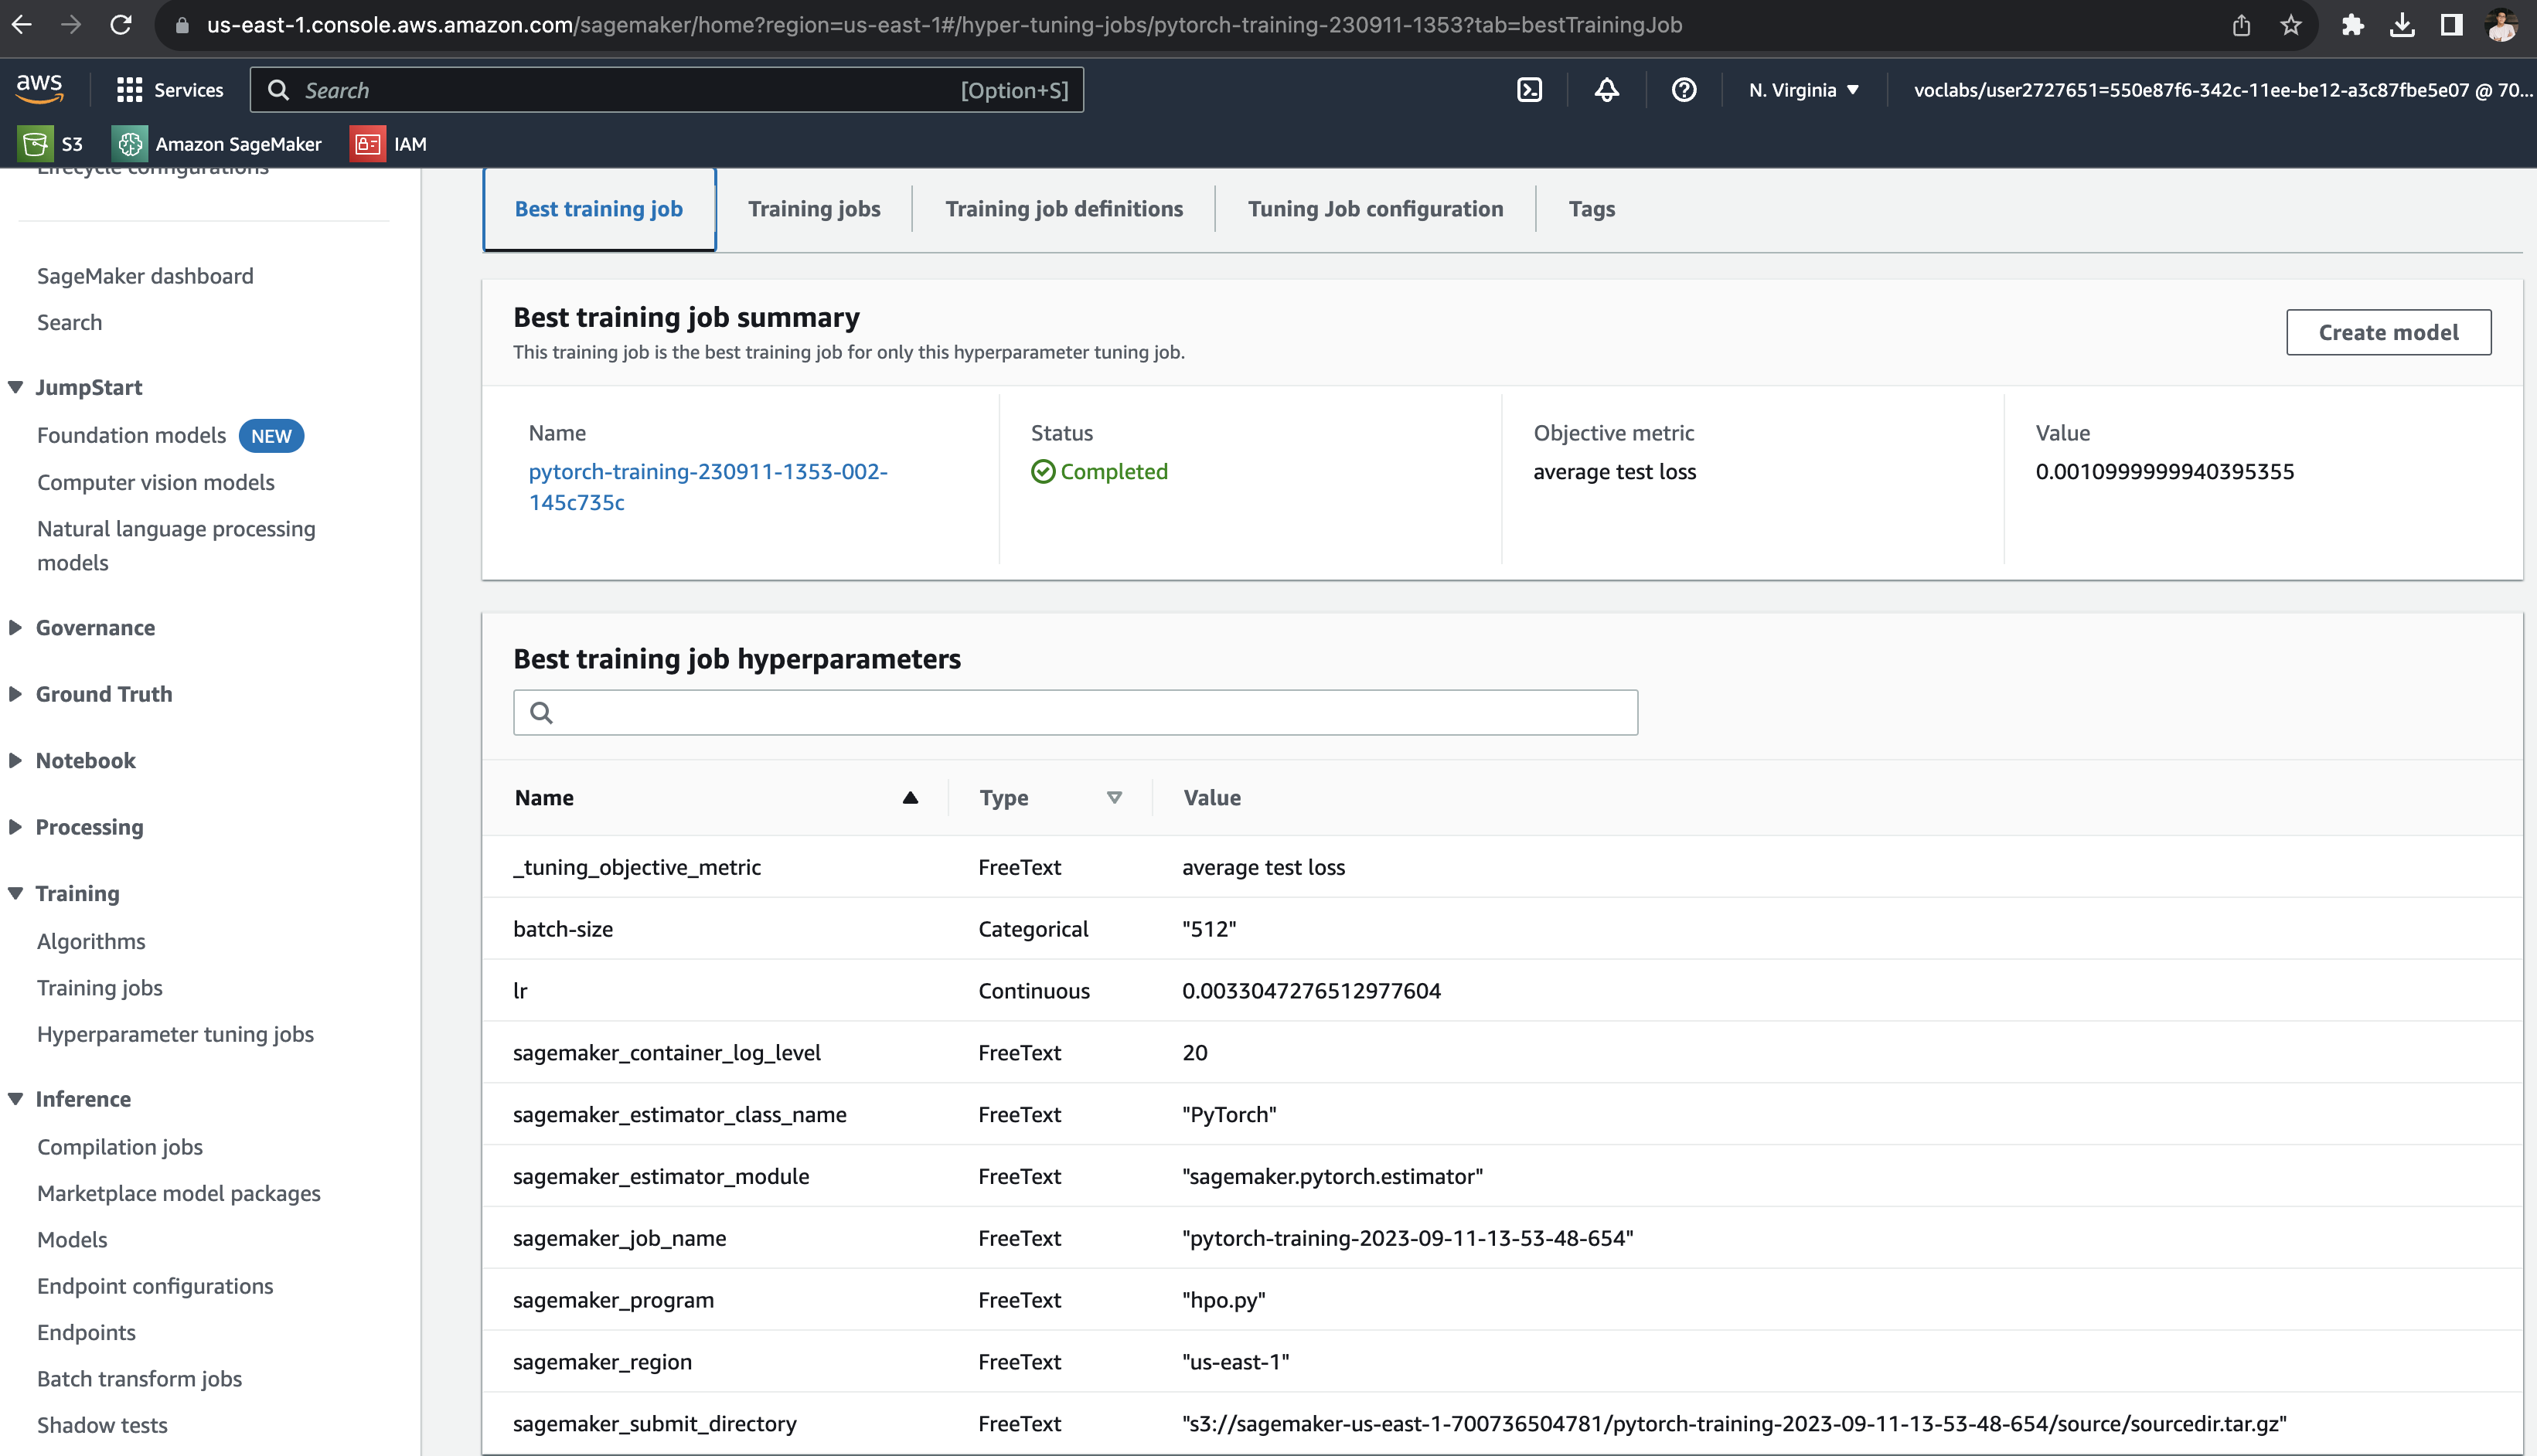 us-east-1.console.aws.amazon.com/sagemaker/home?region=us-east-1#/hyper-tuning-jobs/pytorch-training-230911-1353?tab=bestTrainingJob
aws
Services
Search
[Option+S]
N. Virginia
voclabs/user2727651=550e87f6-342c-11ee-be12-a3c87fbe5e07 @ 70...
S3
Amazon SageMaker
IAM
Lifecycle configurations
SageMaker dashboard
Search
JumpStart
Foundation models NEW
Computer vision models
Natural language processing
models
Governance
Ground Truth
Notebook
Processing
Training
Algorithms
Training jobs
Hyperparameter tuning jobs
Inference
Compilation jobs
Marketplace model packages
Models
Endpoint configurations
Endpoints
Batch transform jobs
Shadow tests
Best training job
Training jobs
Training job definitions
Tuning Job configuration
Tags
Best training job summary
This training job is the best training job for only this hyperparameter tuning job.
Create model
Name
pytorch-training-230911-1353-002-
145c735c
Status
Completed
Objective metric
average test loss
Value
0.0010999999940395355
Best training job hyperparameters
Name Type Value
_tuning_objective_metric FreeText average test loss
batch-size Categorical "512"
lr Continuous 0.0033047276512977604
sagemaker_container_log_level FreeText 20
sagemaker_estimator_class_name FreeText "PyTorch"
sagemaker_estimator_module FreeText "sagemaker.pytorch.estimator"
sagemaker_job_name FreeText "pytorch-training-2023-09-11-13-53-48-654"
sagemaker_program FreeText "hpo.py"
sagemaker_region FreeText "us-east-1"
sagemaker_submit_directory FreeText "s3://sagemaker-us-east-1-700736504781/pytorch-training-2023-09-11-13-53-48-654/source/sourcedir.tar.gz"